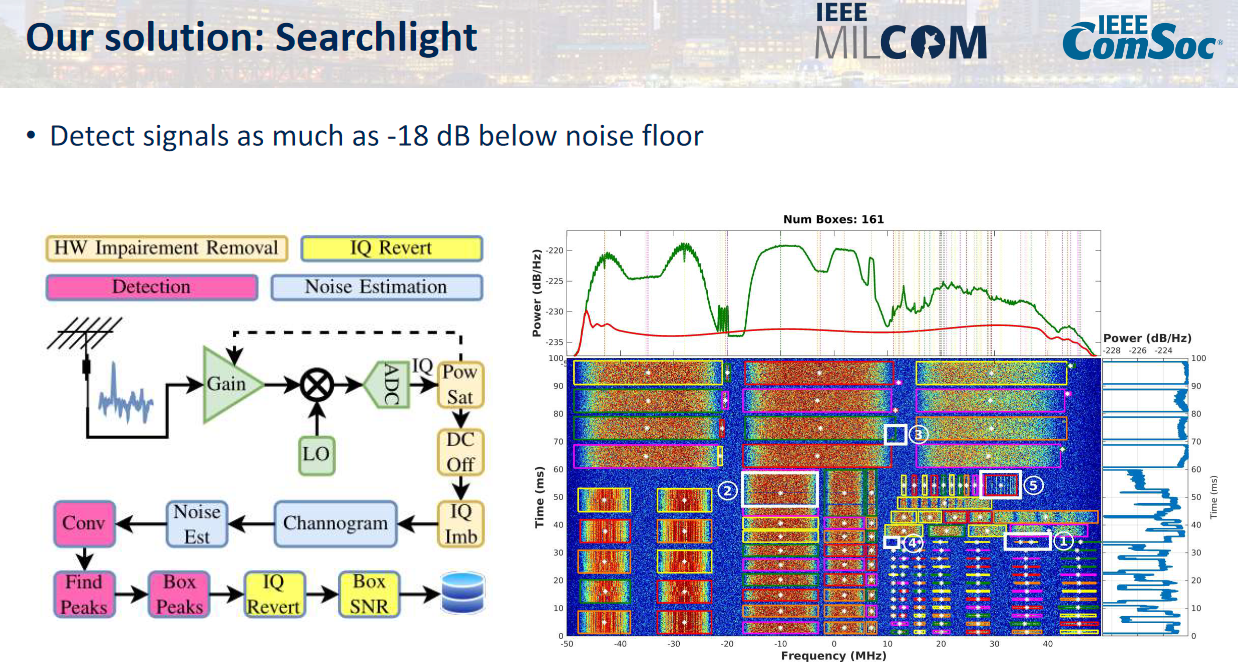 Our solution: Searchlight
IEEE
MILCOM
IEEE
ComSoc®
• Detect signals as much as -18 dB below noise floor
HW Impairement Removal
IQ Revert
Detection
Noise Estimation
Gain
LO
ADC
IQ
Pow
Sat
DC
Off
IQ
Imb
Channogram
Noise
Est
Conv
Find
Peaks
Box
Peaks
IQ
Revert
Box
SNR
Num Boxes: 161
Power (dB/Hz)
-220
-225
-230
-235
Power (dB/Hz)
-228 -226 -224
Time (ms)
100
90
80
70
60
50
40
30
20
10
0
①
②
③
④
⑤
100
90
80
70
60
50
40
30
20
10
0
Time (ms)
-50 -40 -30 -20 -10 0 10 20 30 40
Frequency (MHz)